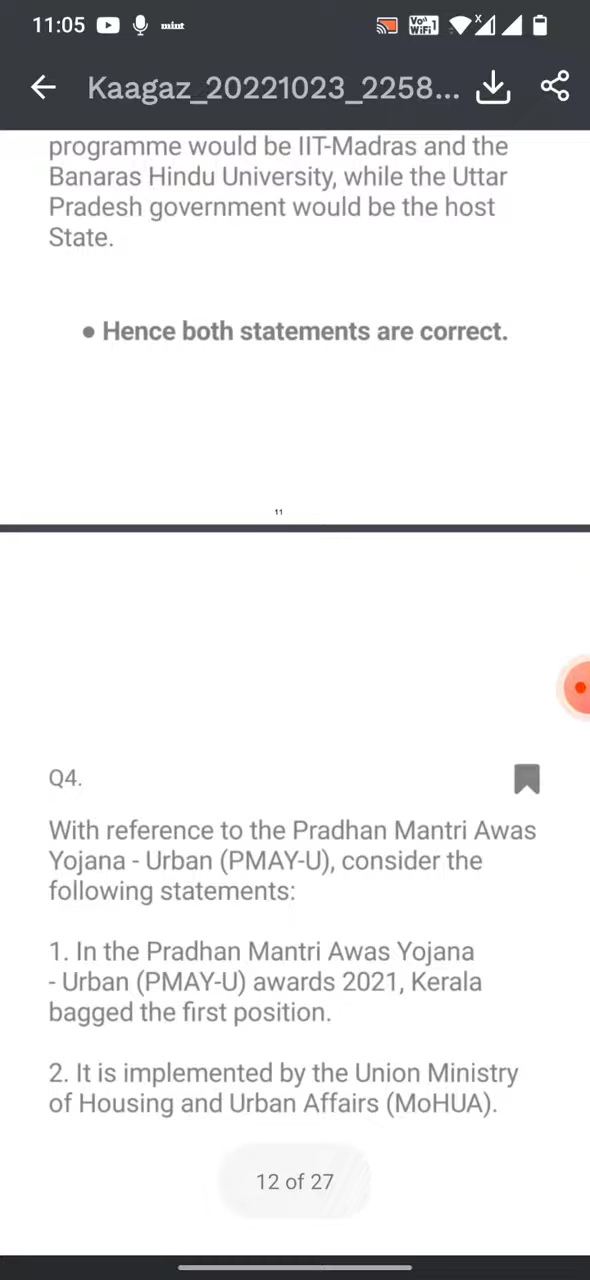 11:05 mint Vo WiFi
Kaagaz_20221023_2258...
programme would be IIT-Madras and the
Banaras Hindu University, while the Uttar
Pradesh government would be the host
State.
• Hence both statements are correct.
11
Q4.
With reference to the Pradhan Mantri Awas
Yojana - Urban (PMAY-U), consider the
following statements:
1. In the Pradhan Mantri Awas Yojana
- Urban (PMAY-U) awards 2021, Kerala
bagged the first position.
2. It is implemented by the Union Ministry
of Housing and Urban Affairs (MoHUA).
12 of 27